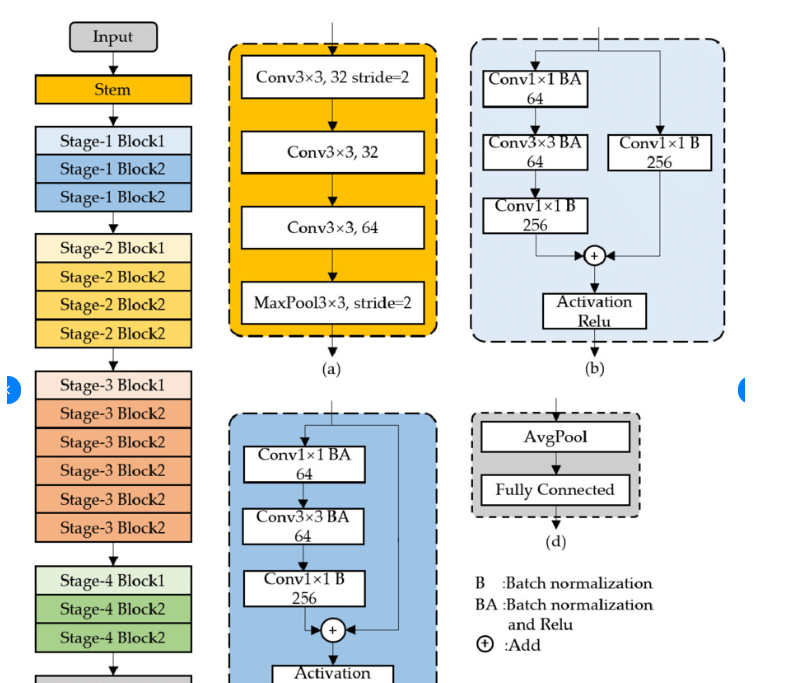 Input
Stem
Stage-1 Block1
Stage-1 Block2
Stage-1 Block2
Stage-2 Block1
Stage-2 Block2
Stage-2 Block2
Stage-2 Block2
Stage-3 Block1
Stage-3 Block2
Stage-3 Block2
Stage-3 Block2
Stage-3 Block2
Stage-3 Block2
Stage-4 Block1
Stage-4 Block2
Stage-4 Block2
Conv3×3, 32 stride=2
Conv3×3, 32
Conv3×3, 64
MaxPool3×3, stride=2
(a)
Conv1×1 BA
64
Conv3×3 BA
64
Conv1×1 B
256
Conv1×1 B
256
+
Activation
Relu
(b)
Conv1×1 BA
64
Conv3×3 BA
64
Conv1×1 B
256
+
Activation
AvgPool
Fully Connected
(d)
B :Batch normalization
BA :Batch normalization
and Relu
+ :Add